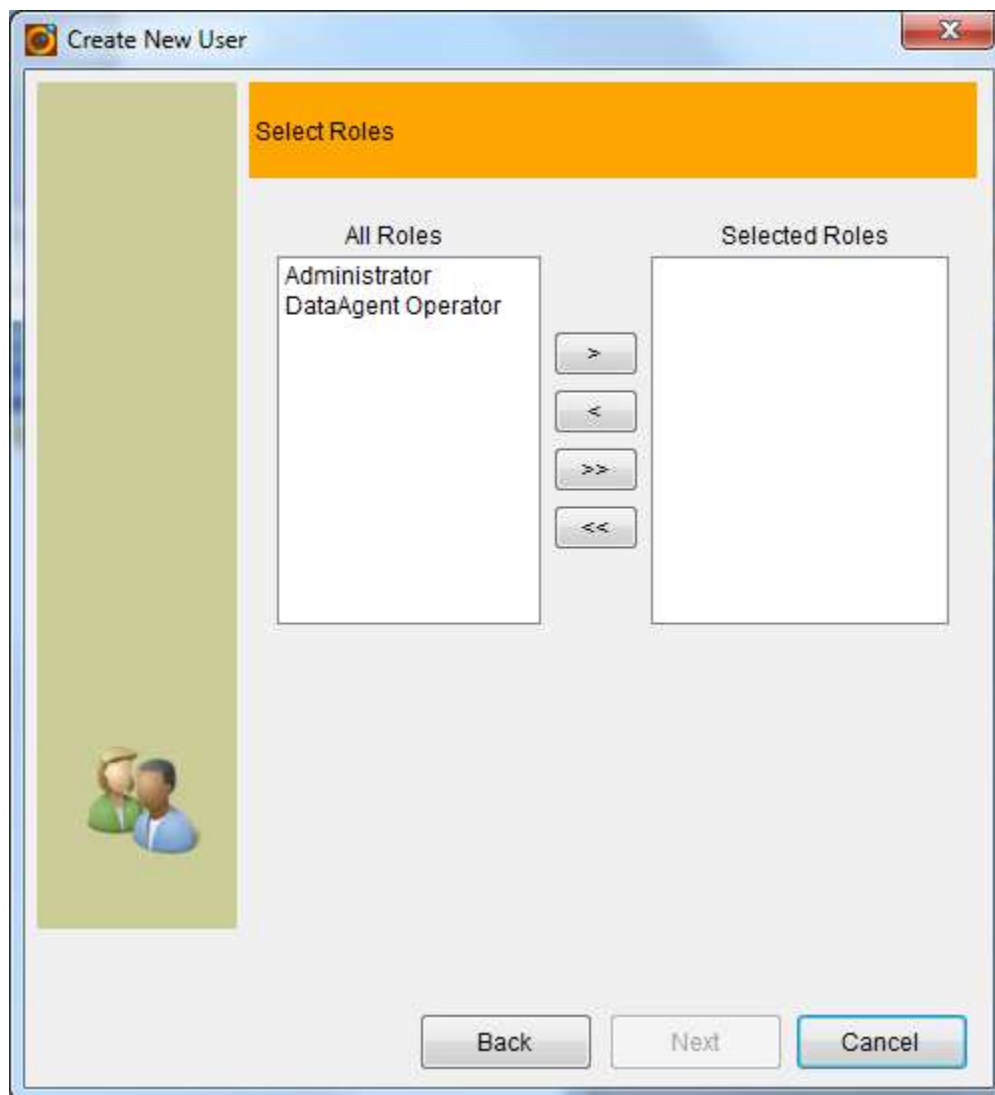 Create New User
Select Roles
All Roles
Selected Roles
Administrator
DataAgent Operator
>
<
>>
<<
Back
Next
Cancel